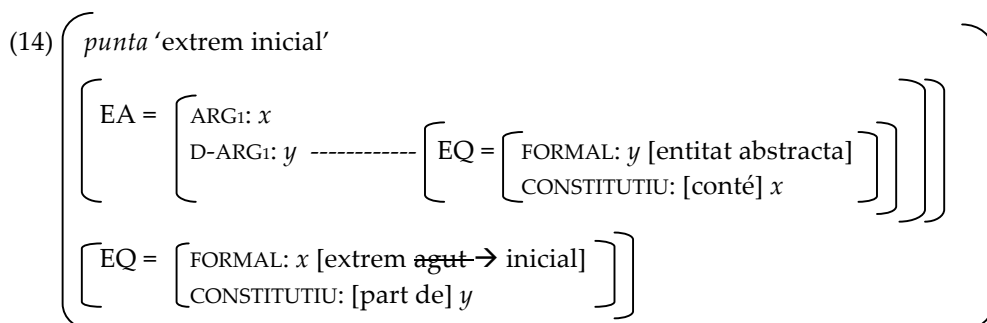 (14) punta ‘extrem inicial’
EA = ARG1: x
D-ARG1: y ------------ EQ = FORMAL: y [entitat abstracta]
CONSTITUTIU: [conté] x
EQ = FORMAL: x [extrem agut → inicial]
CONSTITUTIU: [part de] y